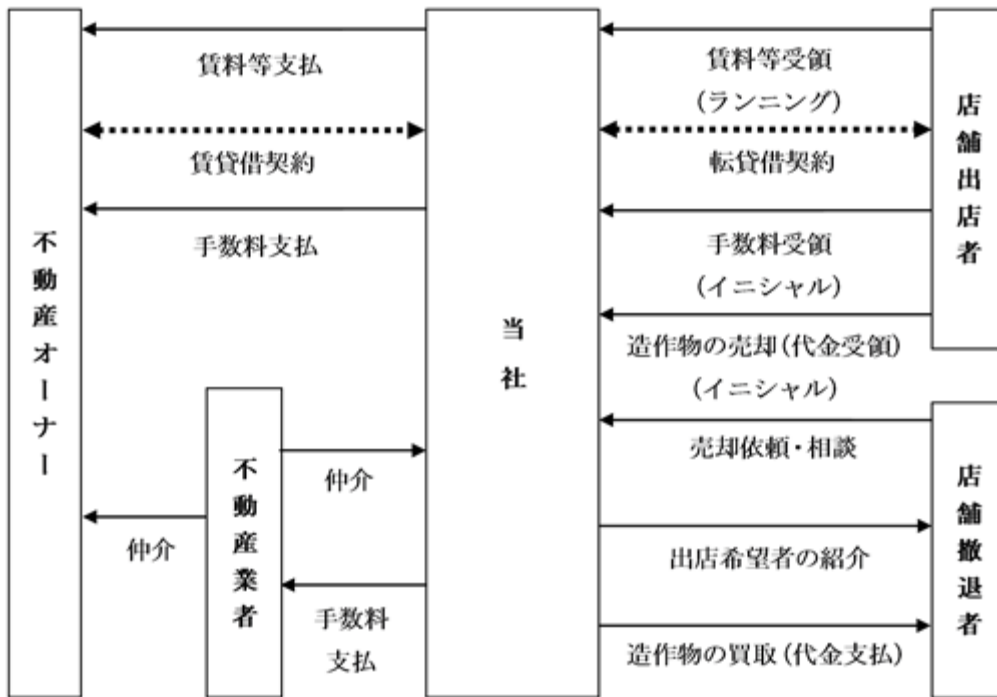 不動産オーナー
賃料等支払
賃貸借契約
手数料支払
不動産業者
仲介
仲介
手数料
支払
当社
賃料等受領
(ランニング)
転貸借契約
手数料受領
(イニシャル)
造作物の売却(代金受領)
(イニシャル)
売却依頼・相談
出店希望者の紹介
造作物の買取(代金支払)
店舗出店者
店舗撤退者